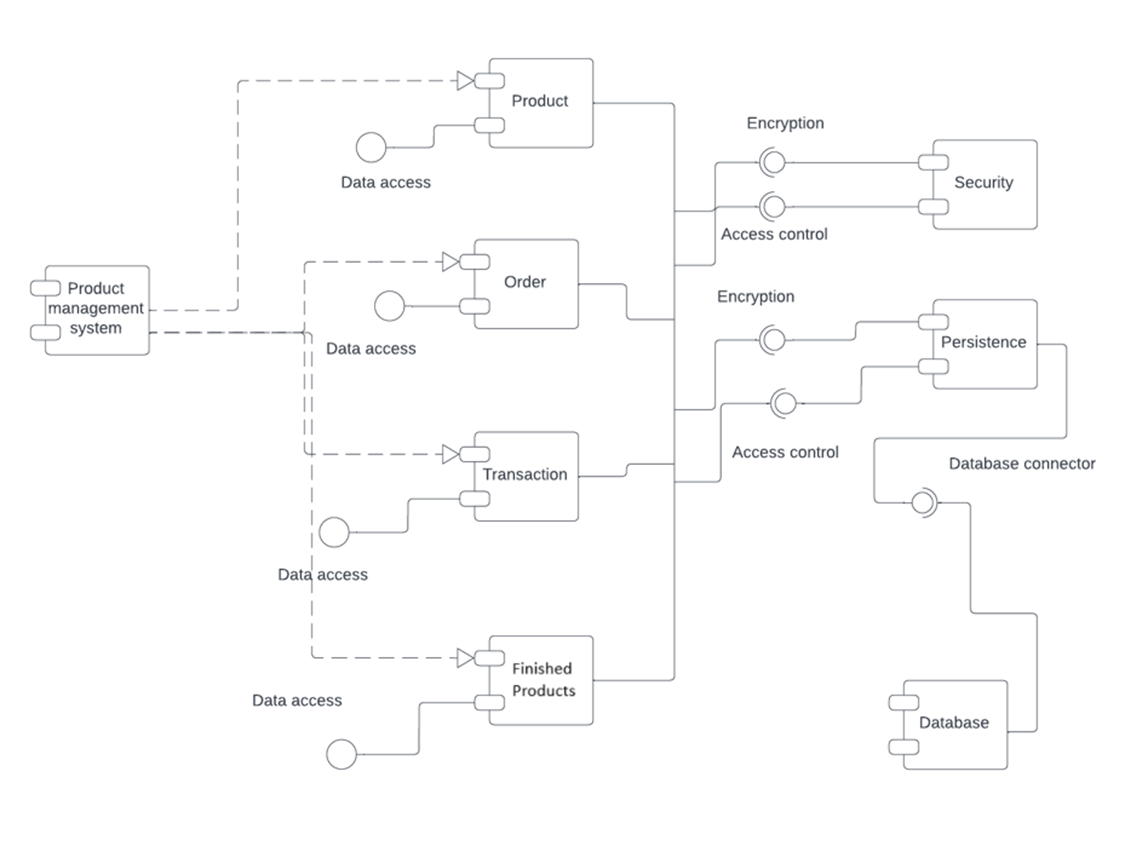 Product
Data access
Encryption
Security
Access control
Order
Data access
Product
management
system
Encryption
Persistence
Access control
Database connector
Transaction
Data access
Finished
Products
Data access
Database